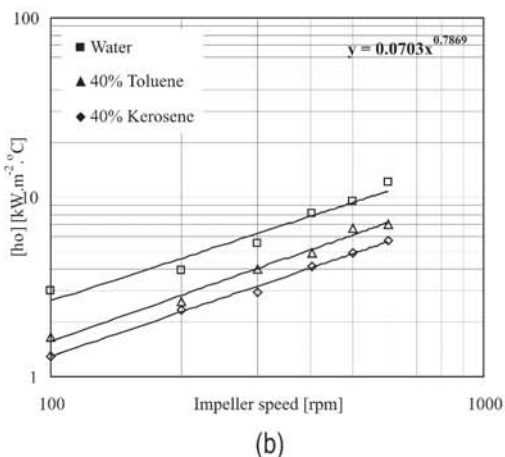 100
□ Water
y = 0.0703x^0.7869
△ 40% Toluene
◇ 40% Kerosene
[ho] [kW.m⁻². °C]
10
1
100
Impeller speed [rpm]
1000
(b)